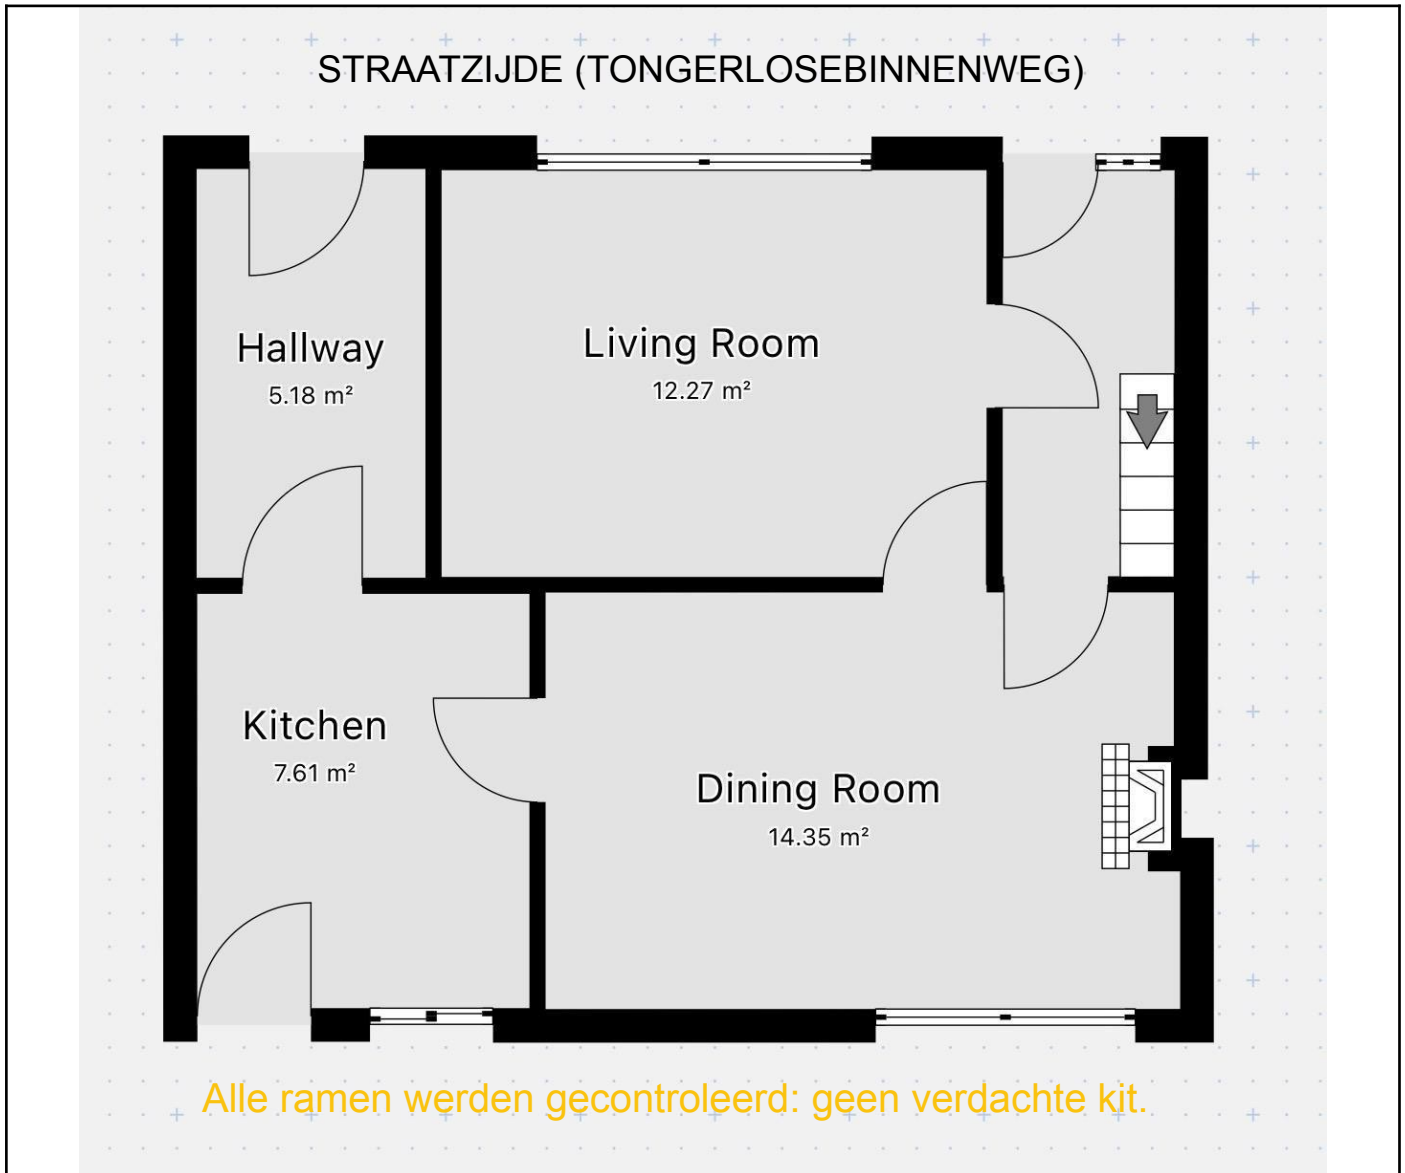 STRAATZIJDE (TONGERLOSEBINNENWEG)
Hallway
5.18 m²
Living Room
12.27 m²
Kitchen
7.61 m²
Dining Room
14.35 m²
Alle ramen werden gecontroleerd: geen verdachte kit.